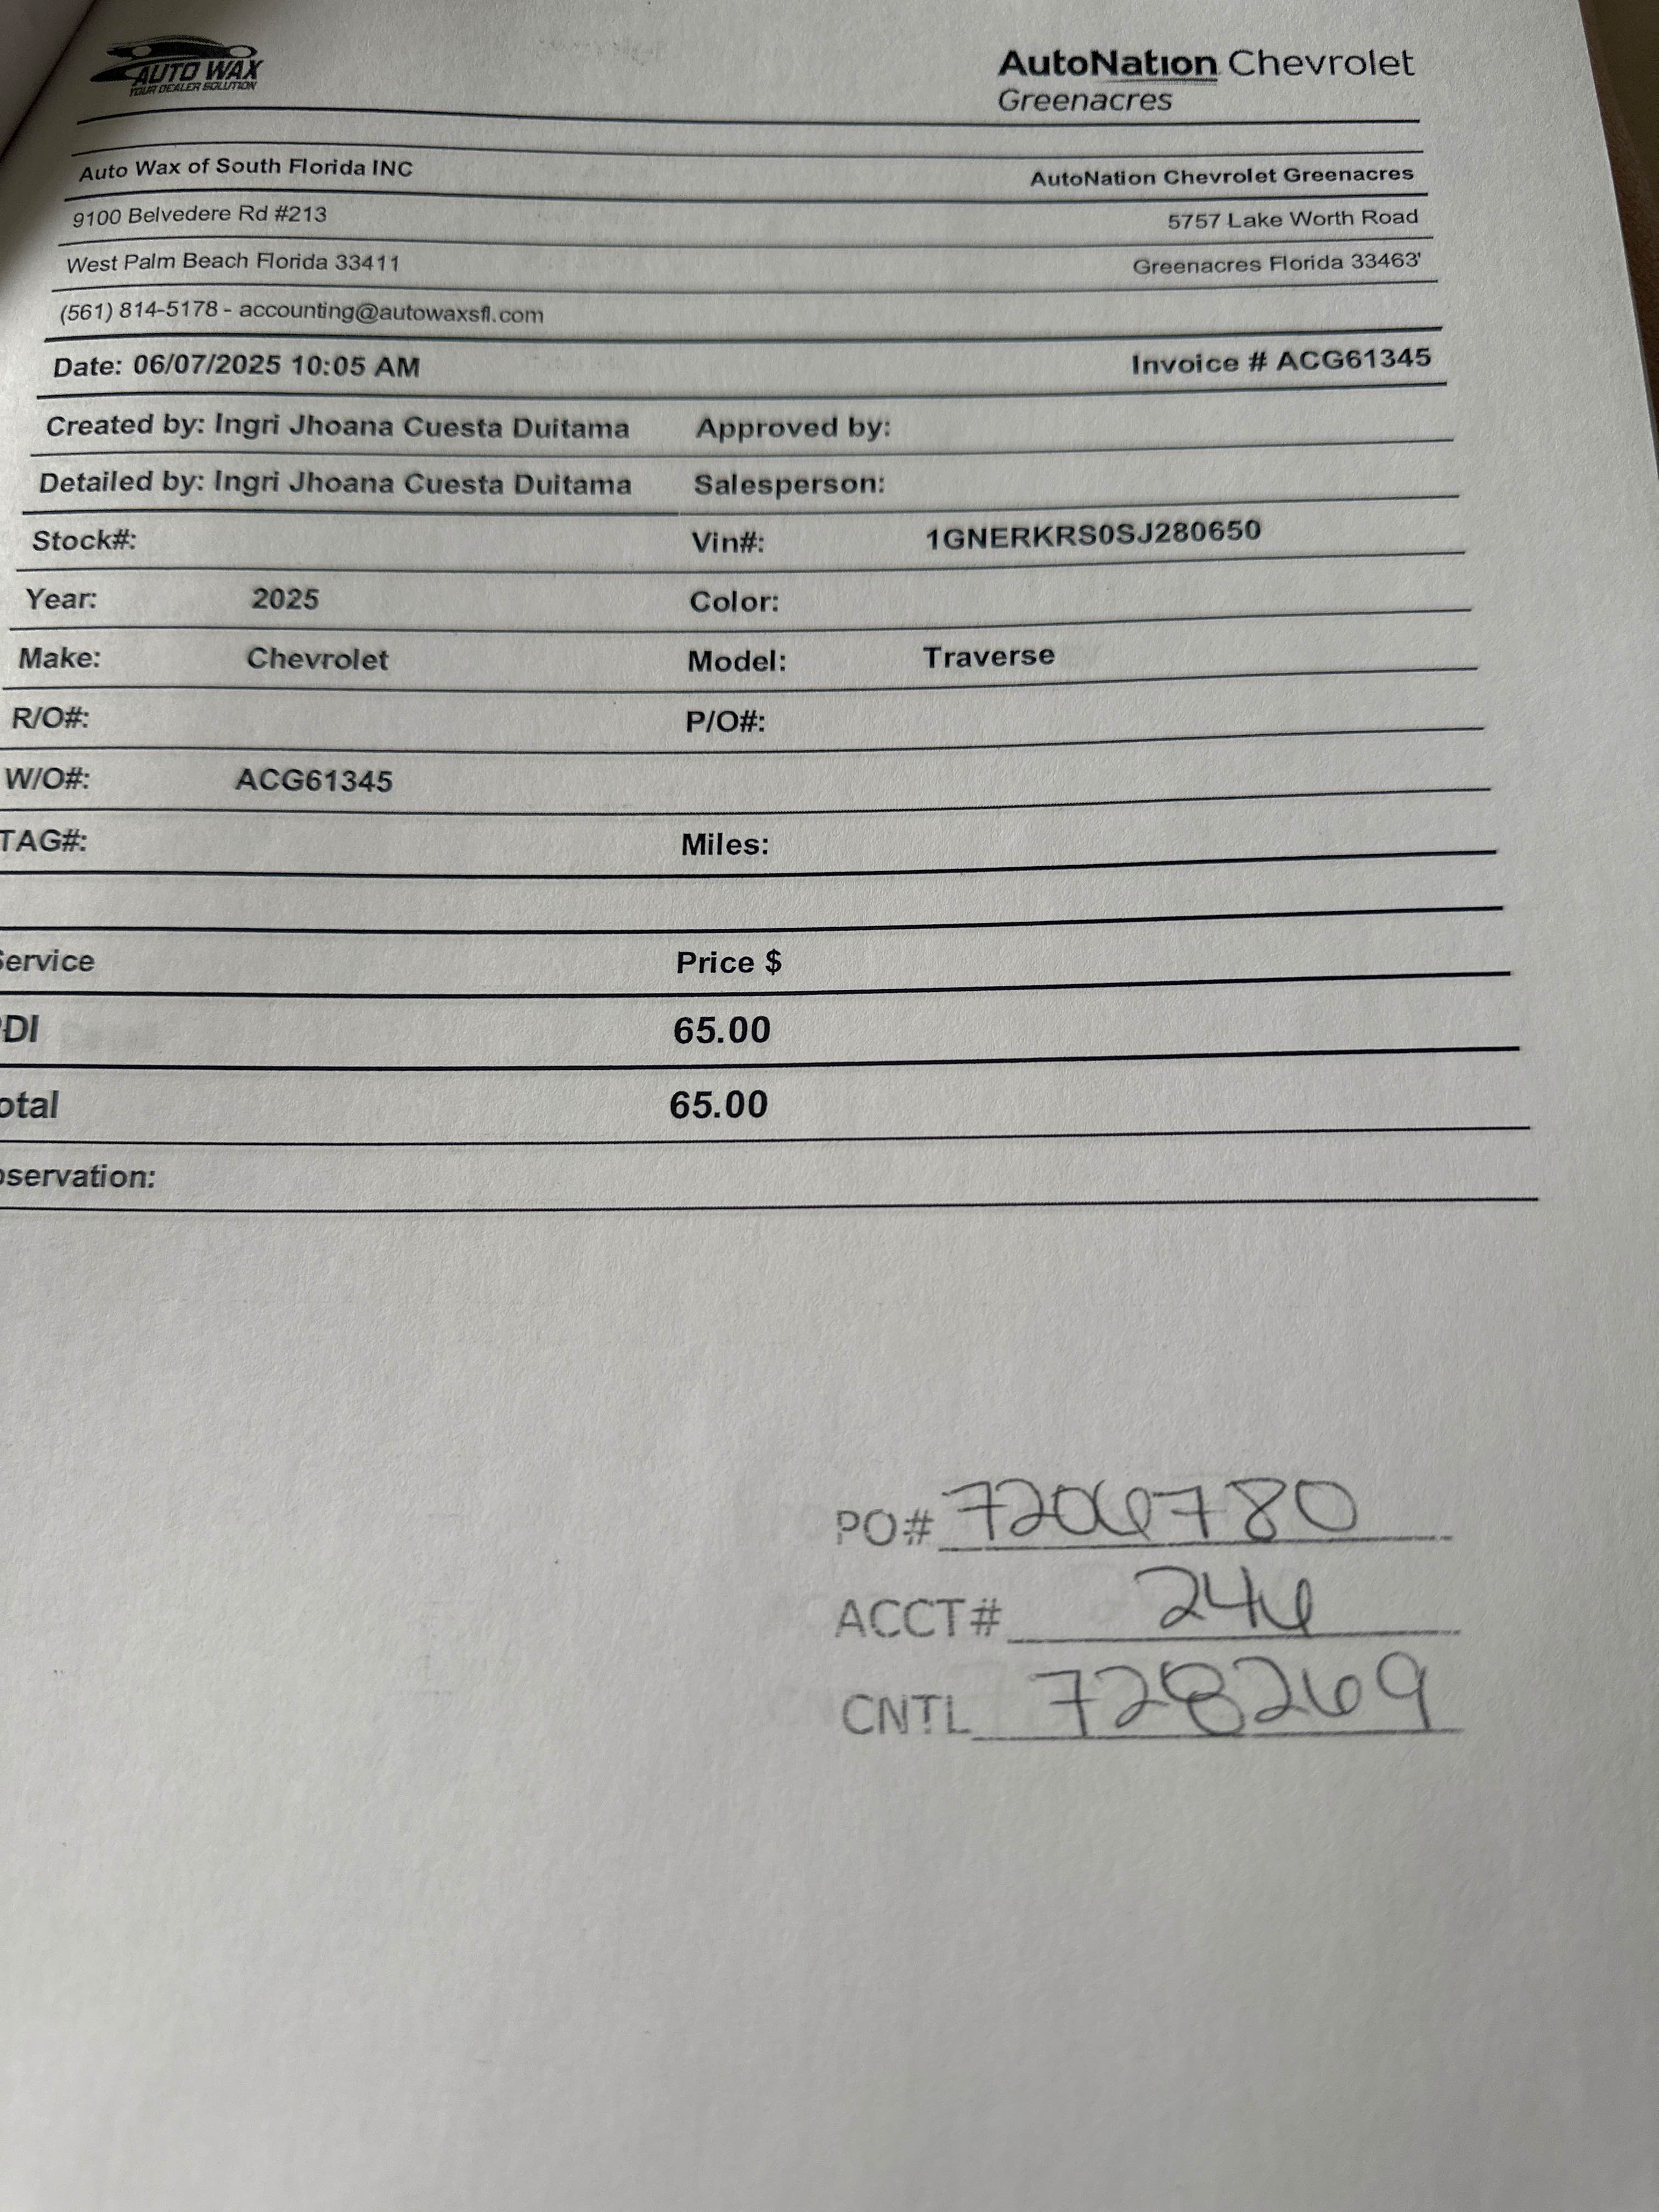 AUTO WAX
YOUR DEALER SOLUTION
AutoNation Chevrolet
Greenacres
Auto Wax of South Florida INC
AutoNation Chevrolet Greenacres
9100 Belvedere Rd #213
5757 Lake Worth Road
West Palm Beach Florida 33411
Greenacres Florida 33463'
(561) 814-5178 - accounting@autowaxsfl.com
Date: 06/07/2025 10:05 AM Invoice # ACG61345
Created by: Ingri Jhoana Cuesta Duitama Approved by:
Detailed by: Ingri Jhoana Cuesta Duitama Salesperson:
Stock#: Vin#: 1GNERKRS0SJ280650
Year: 2025 Color:
Make: Chevrolet Model: Traverse
R/O#: P/O#:
W/O#: ACG61345
TAG#: Miles:
Service Price $
PDI 65.00
otal 65.00
bservation:
PO# 7206780
ACCT# 246
CNTL 728269